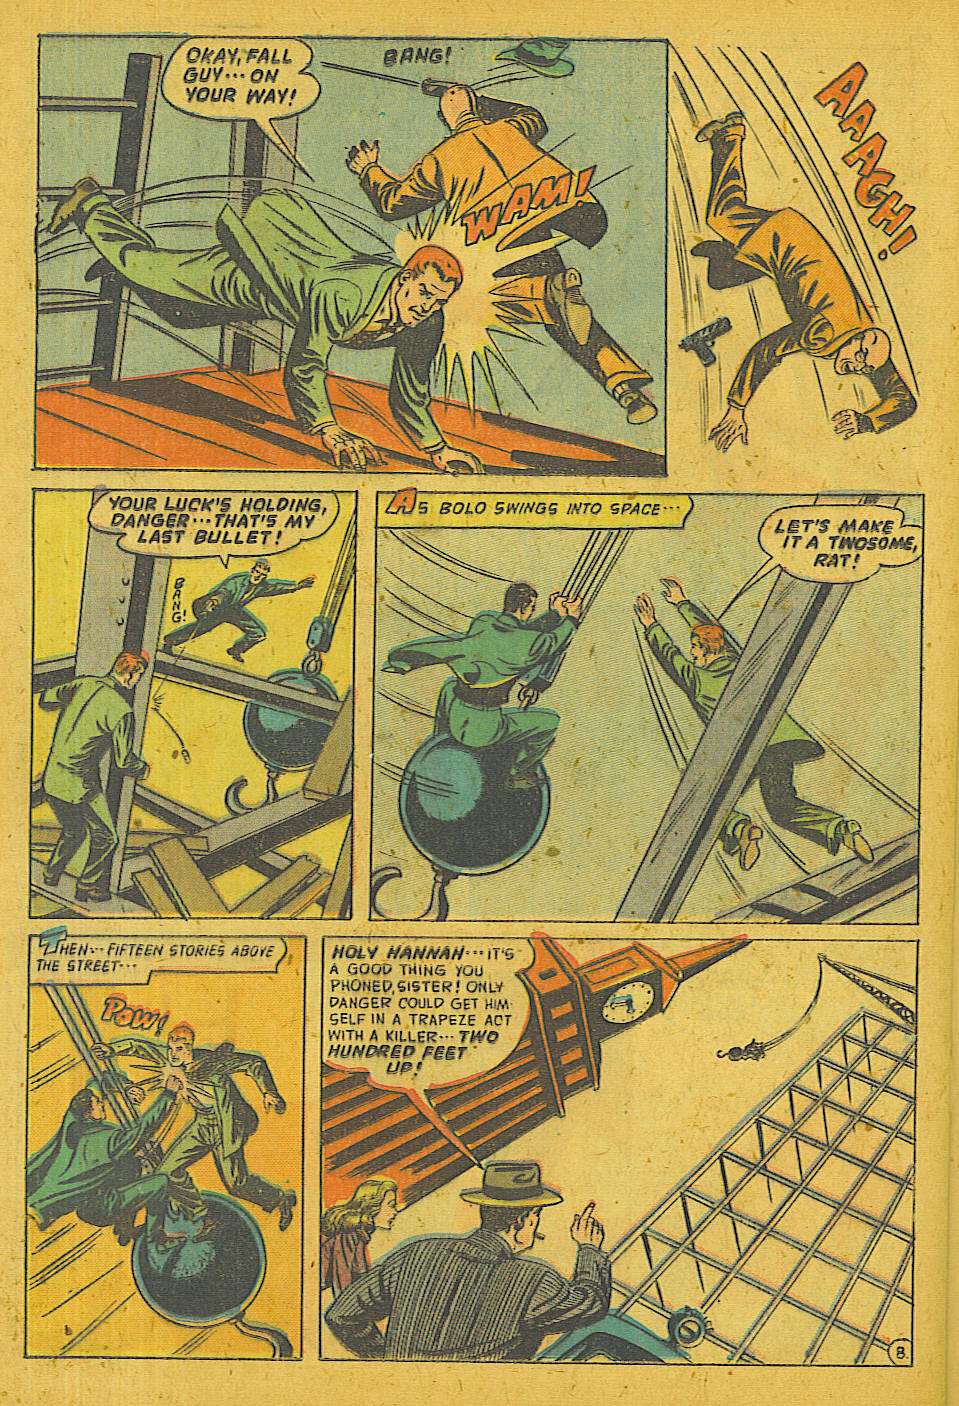 OKAY, FALL
GUY... ON
YOUR WAY!
BANG!
WAM!
AAAAGH!
YOUR LUCK'S HOLDING,
DANGER... THAT'S MY
LAST BULLET!
BANG!
AS BOLO SWINGS INTO SPACE...
LET'S MAKE
IT A TWOSOME,
RAT!
THEN... FIFTEEN STORIES ABOVE
THE STREET...
POW!
HOLY HANNAH... IT'S
A GOOD THING YOU
PHONED, SISTER! ONLY
DANGER COULD GET HIM-
SELF IN A TRAPEZE ACT
WITH A KILLER... TWO
HUNDRED FEET
UP!
8.